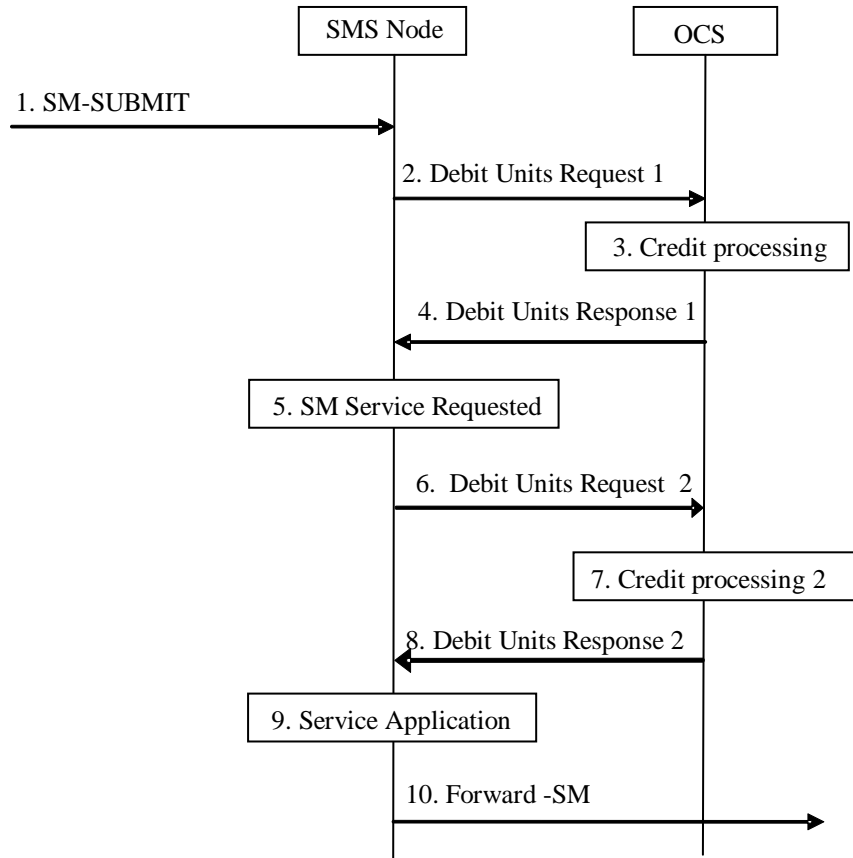 SMS Node
OCS
1. SM-SUBMIT
2. Debit Units Request 1
3. Credit processing
4. Debit Units Response 1
5. SM Service Requested
6. Debit Units Request 2
7. Credit processing 2
8. Debit Units Response 2
9. Service Application
10. Forward -SM